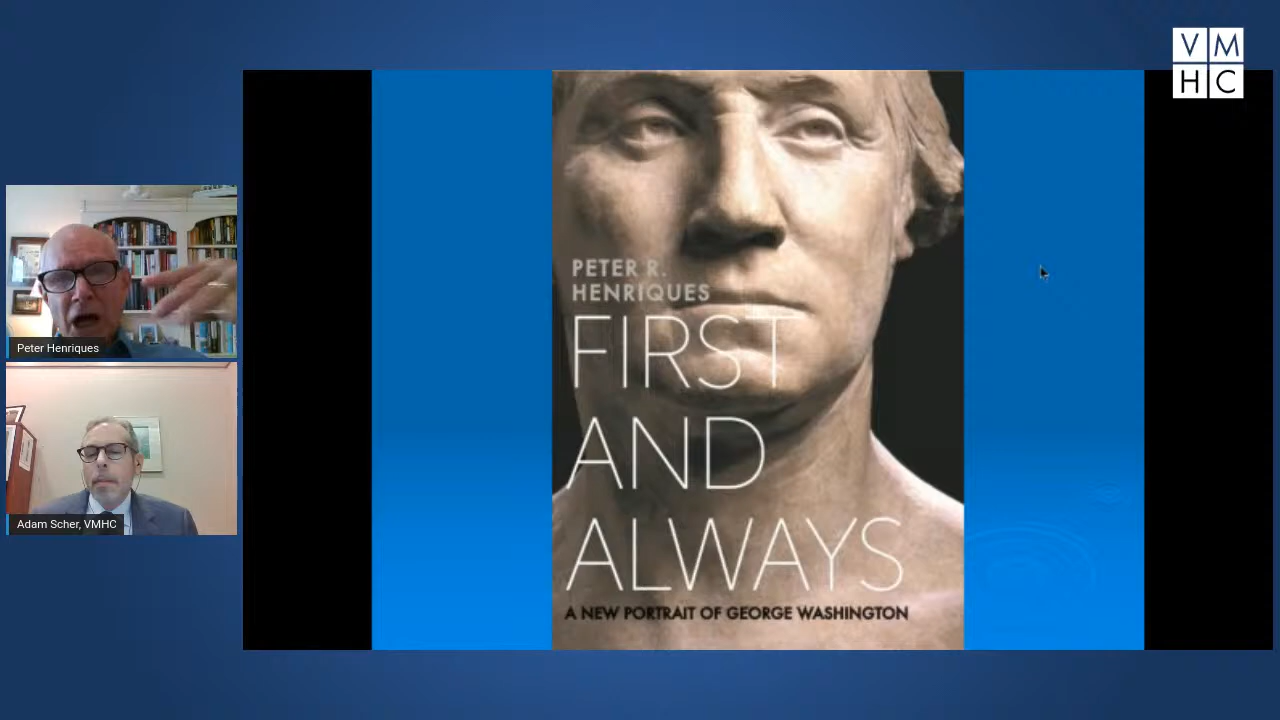 VM
HC
PETER R.
HENRIQUES
FIRST
AND
ALWAYS
A NEW PORTRAIT OF GEORGE WASHINGTON
Peter Henriques
Adam Scher, VMHC